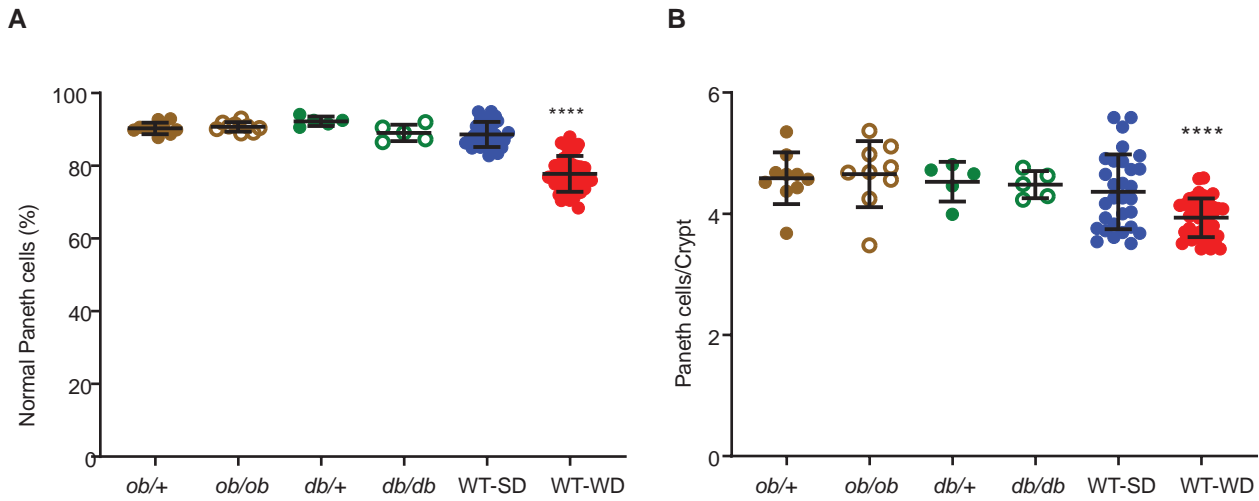 A
Normal Paneth cells (%)
100
80
60
40
20
0
****
ob/+ ob/ob db/+ db/db WT-SD WT-WD
B
Paneth cells/Crypt
6
4
2
0
****
ob/+ ob/ob db/+ db/db WT-SD WT-WD